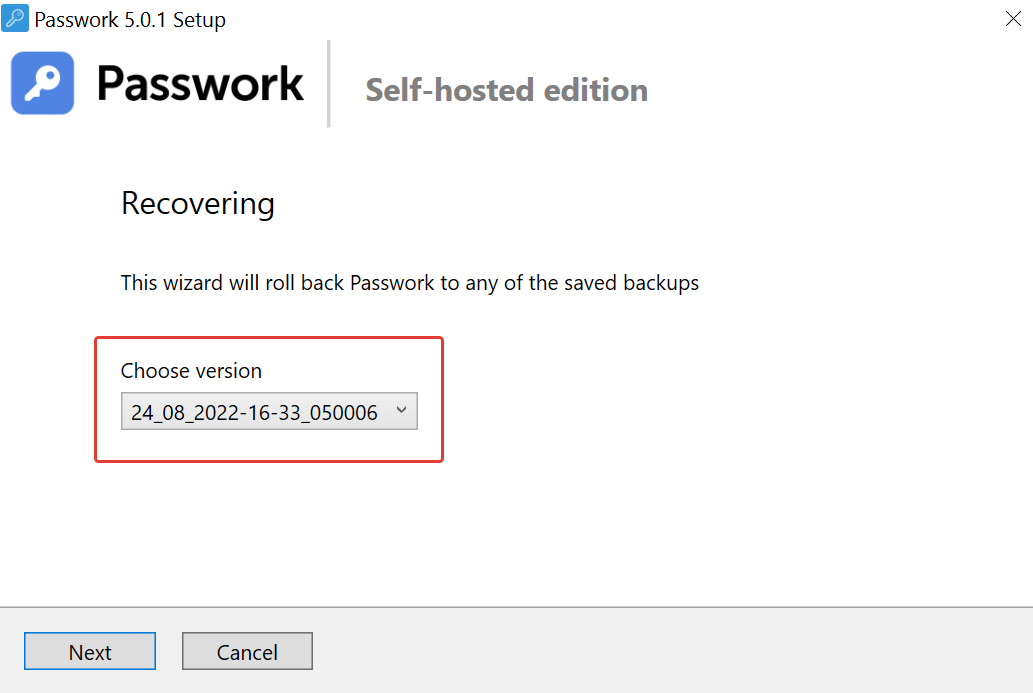 Passwork 5.0.1 Setup
Passwork
Self-hosted edition
Recovering
This wizard will roll back Passwork to any of the saved backups
Choose version
24_08_2022-16-33_050006
Next
Cancel